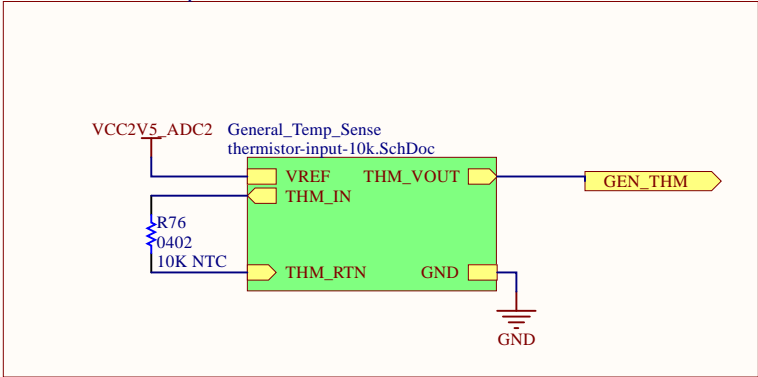 VCC2V5_ADC2
General_Temp_Sense
thermistor-input-10k.SchDoc
VREF
THM_VOUT
GEN_THM
THM_IN
R76
0402
10K NTC
THM_RTN
GND
GND